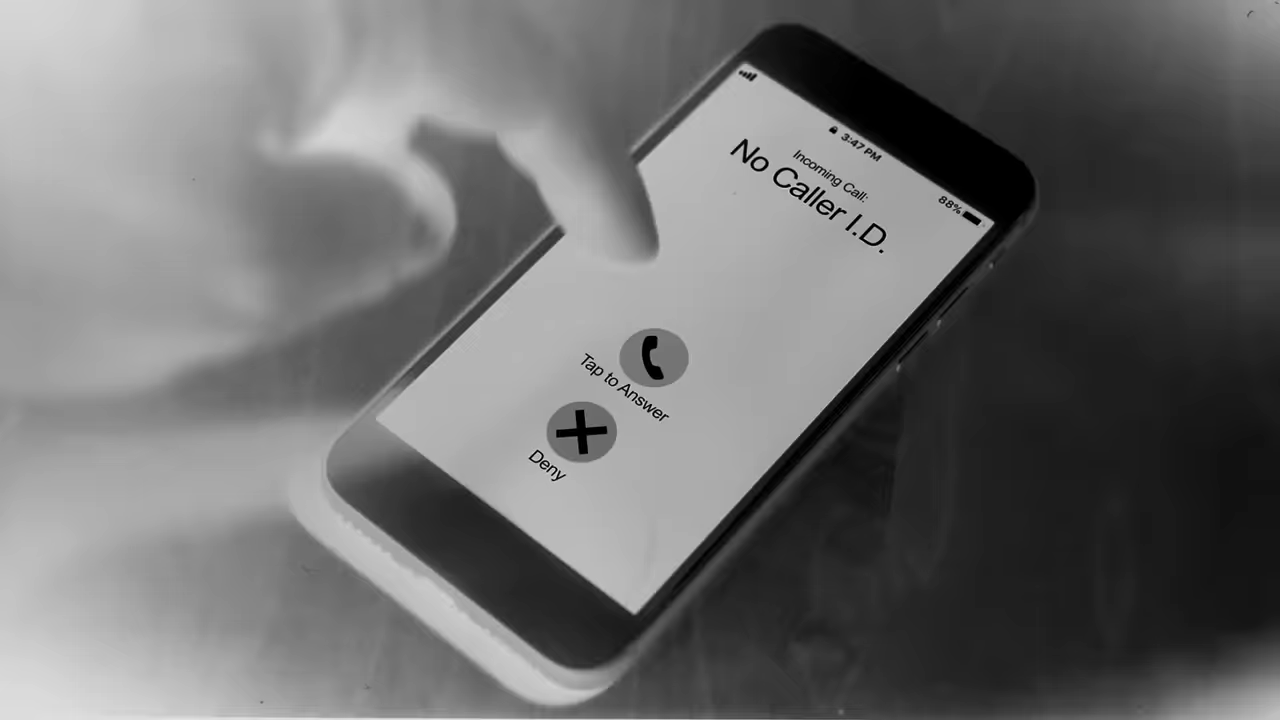 3:47 PM
88%
Incoming Call:
No Caller I.D.
Tap to Answer
Deny